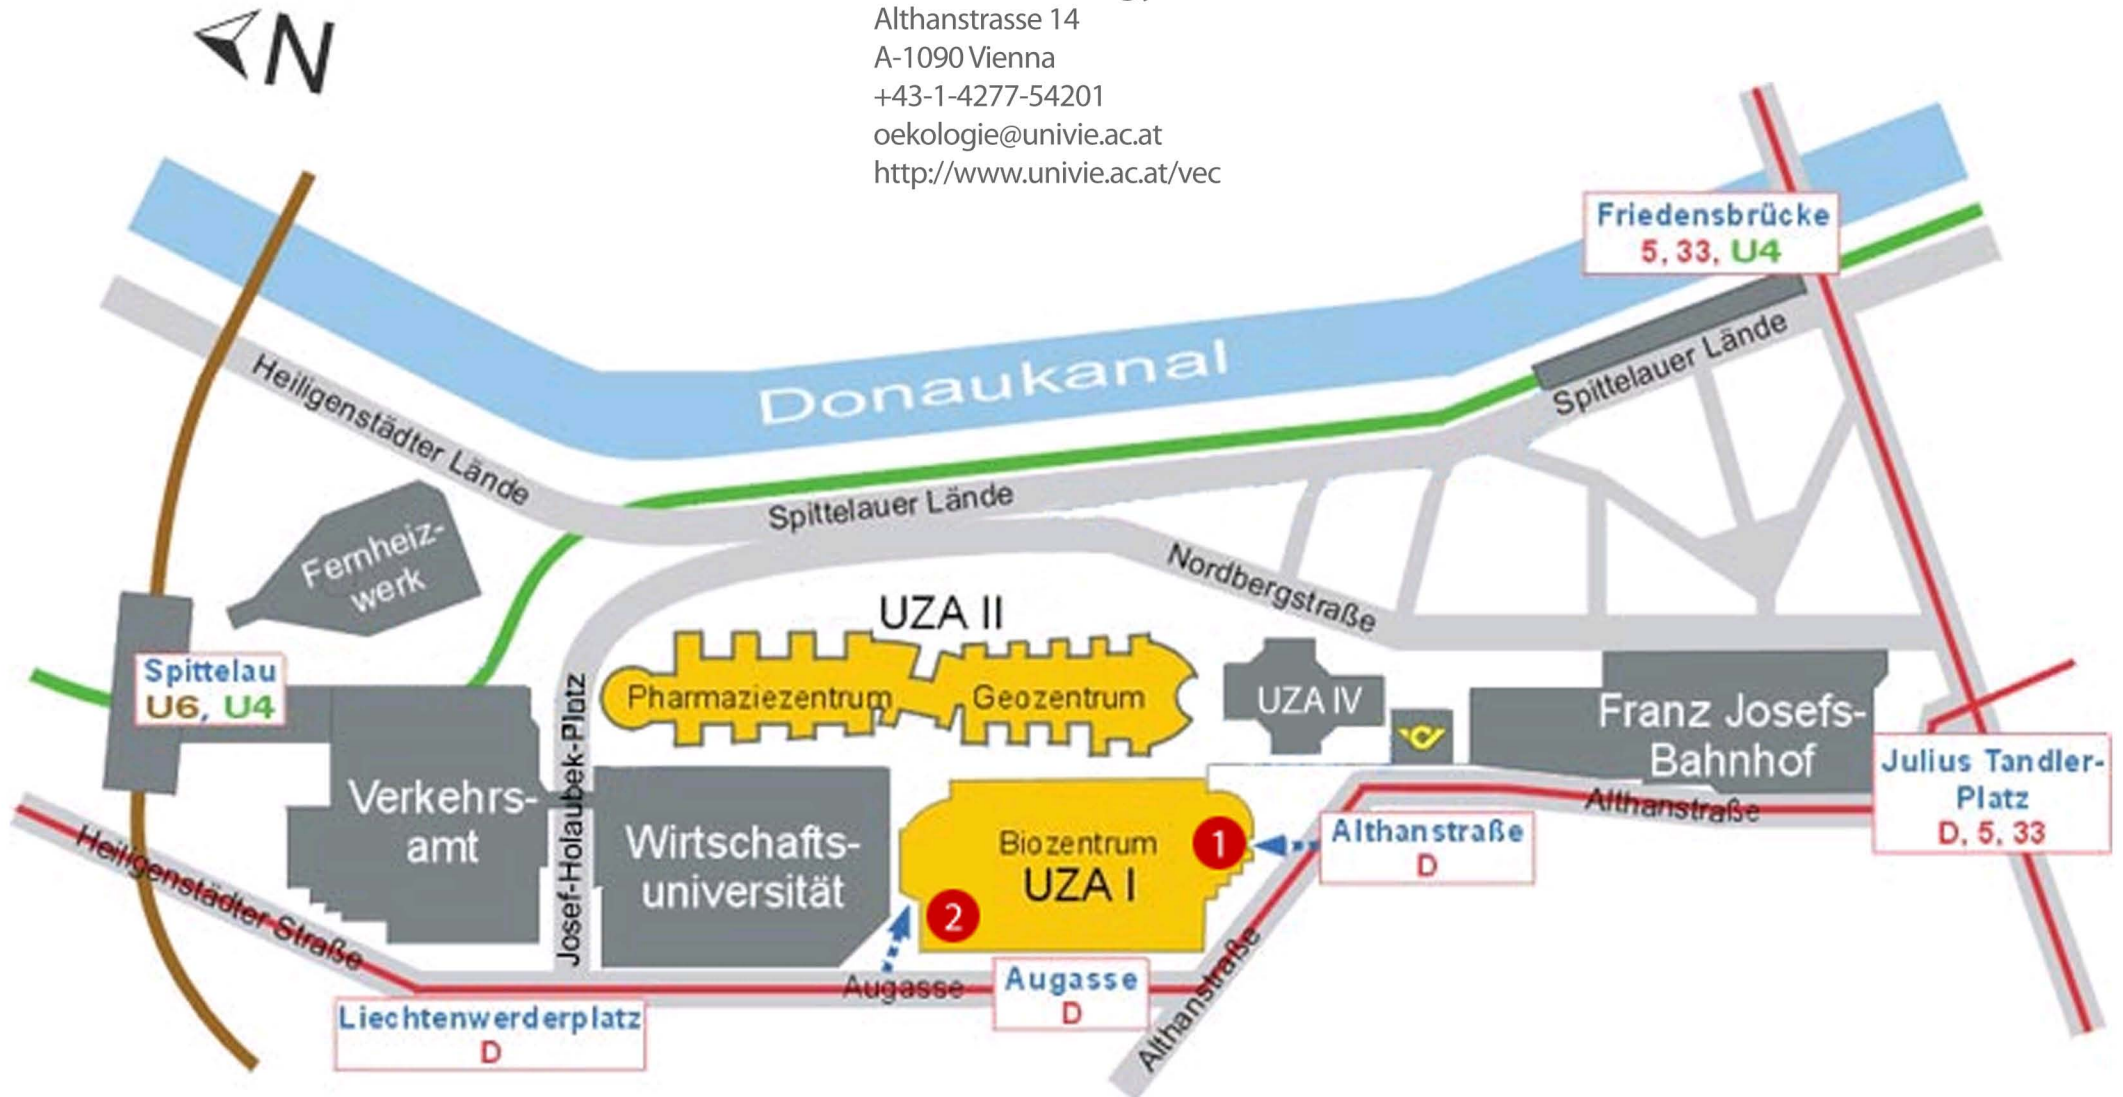 N
Althanstrasse 14
A-1090 Vienna
+43-1-4277-54201
oekologie@univie.ac.at
http://www.univie.ac.at/vec
Friedensbrücke
5, 33, U4
Donaukanal
Heiligenstädter Lände
Spittelauer Lände
Spittelauer Lände
Nordbergstraße
Fernheiz-
werk
UZA II
Pharmaziezentrum
Geozentrum
UZA IV
Spittelau
U6, U4
Josef-Holaubek-Platz
Franz Josefs-
Bahnhof
Julius Tandler-
Platz
D, 5, 33
Verkehrs-
amt
Wirtschafts-
universität
Biozentrum
UZA I
1
2
Althanstraße
D
Althanstraße
Heiligenstädter Straße
Augasse
Augasse
D
Althanstraße
Liechtenwerderplatz
D